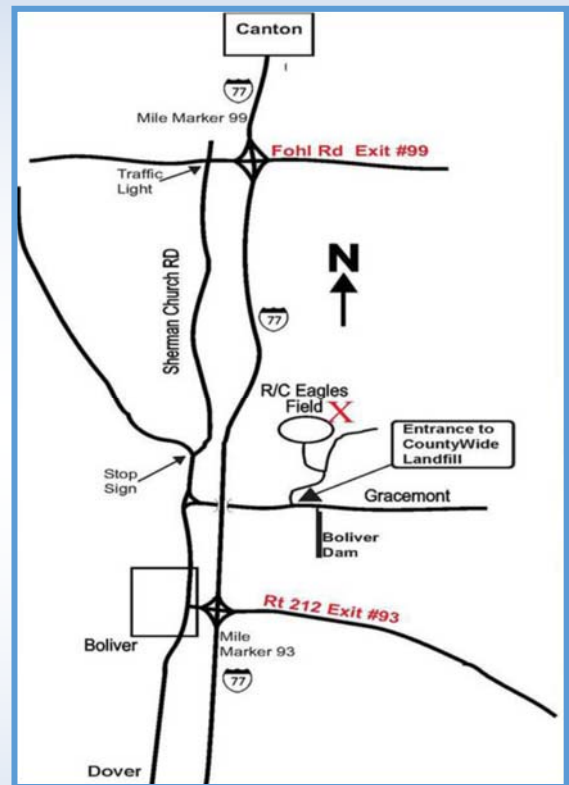 Canton
77
Mile Marker 99
Fohl Rd Exit #99
Traffic
Light
Sherman Church RD
N
77
R/C Eagles
Field
X
Entrance to
CountyWide
Landfill
Stop
Sign
Gracemont
Boliver
Dam
Rt 212 Exit #93
Boliver
Mile
Marker 93
77
Dover